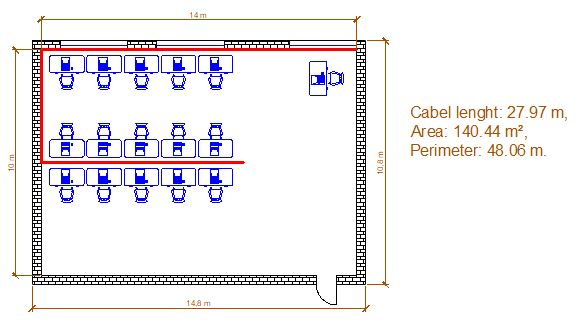 14 m
10 m
10,8 m
14,8 m
Cabel lenght: 27.97 m,
Area: 140.44 m²,
Perimeter: 48.06 m.